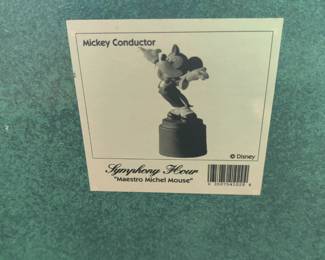 Mickey Conductor
© Disney
Symphony Hour
"Maestro Michel Mouse"